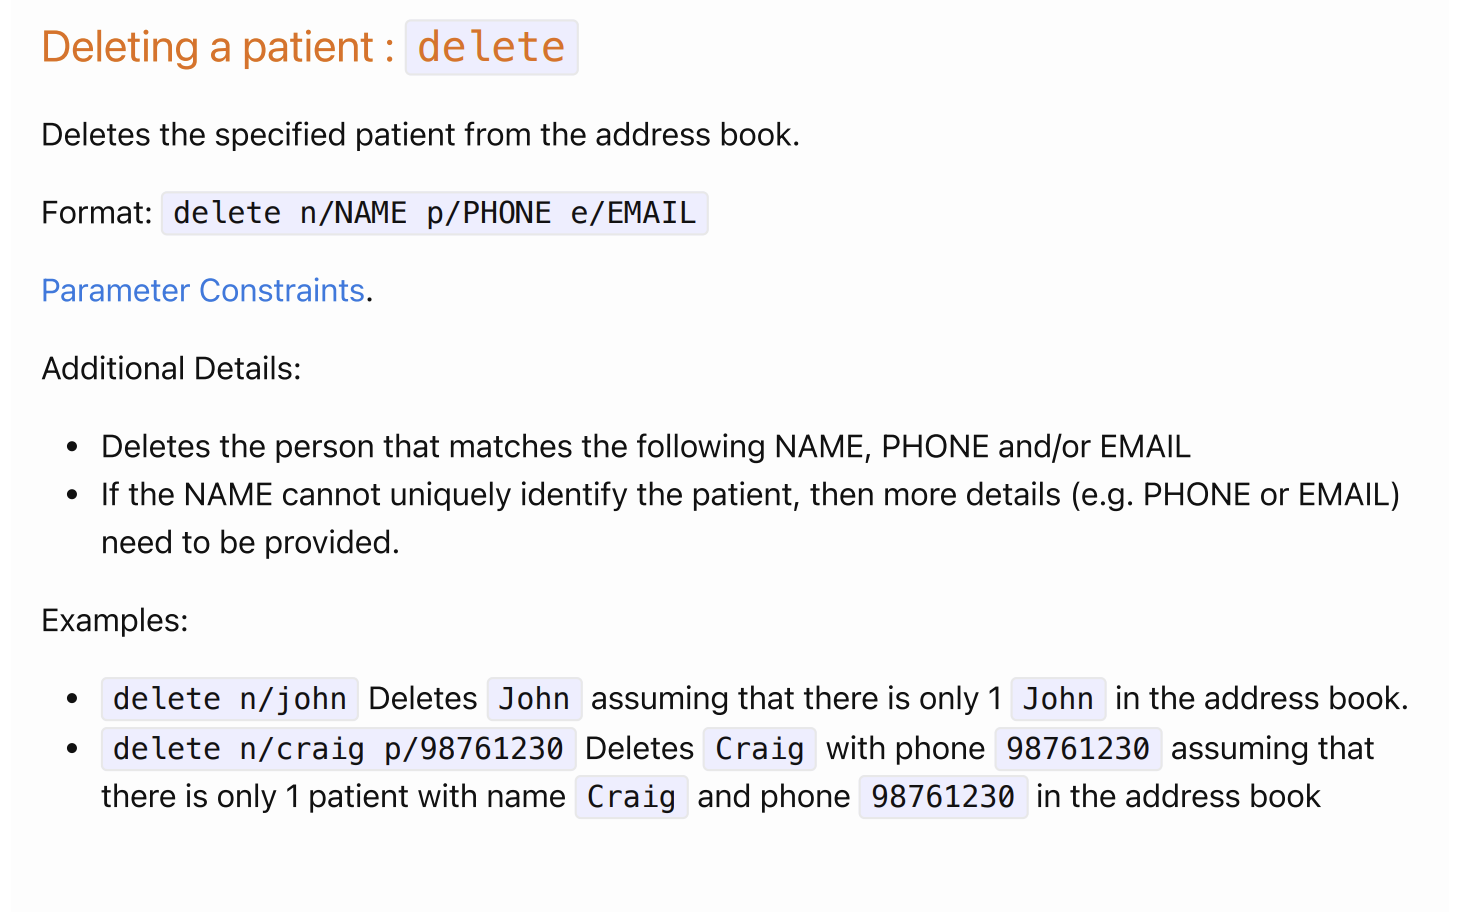 Deleting a patient : delete
Deletes the specified patient from the address book.
Format: delete n/NAME p/PHONE e/EMAIL
Parameter Constraints.
Additional Details:
• Deletes the person that matches the following NAME, PHONE and/or EMAIL
• If the NAME cannot uniquely identify the patient, then more details (e.g. PHONE or EMAIL)
need to be provided.
Examples:
• delete n/john Deletes John assuming that there is only 1 John in the address book.
• delete n/craig p/98761230 Deletes Craig with phone 98761230 assuming that
there is only 1 patient with name Craig and phone 98761230 in the address book